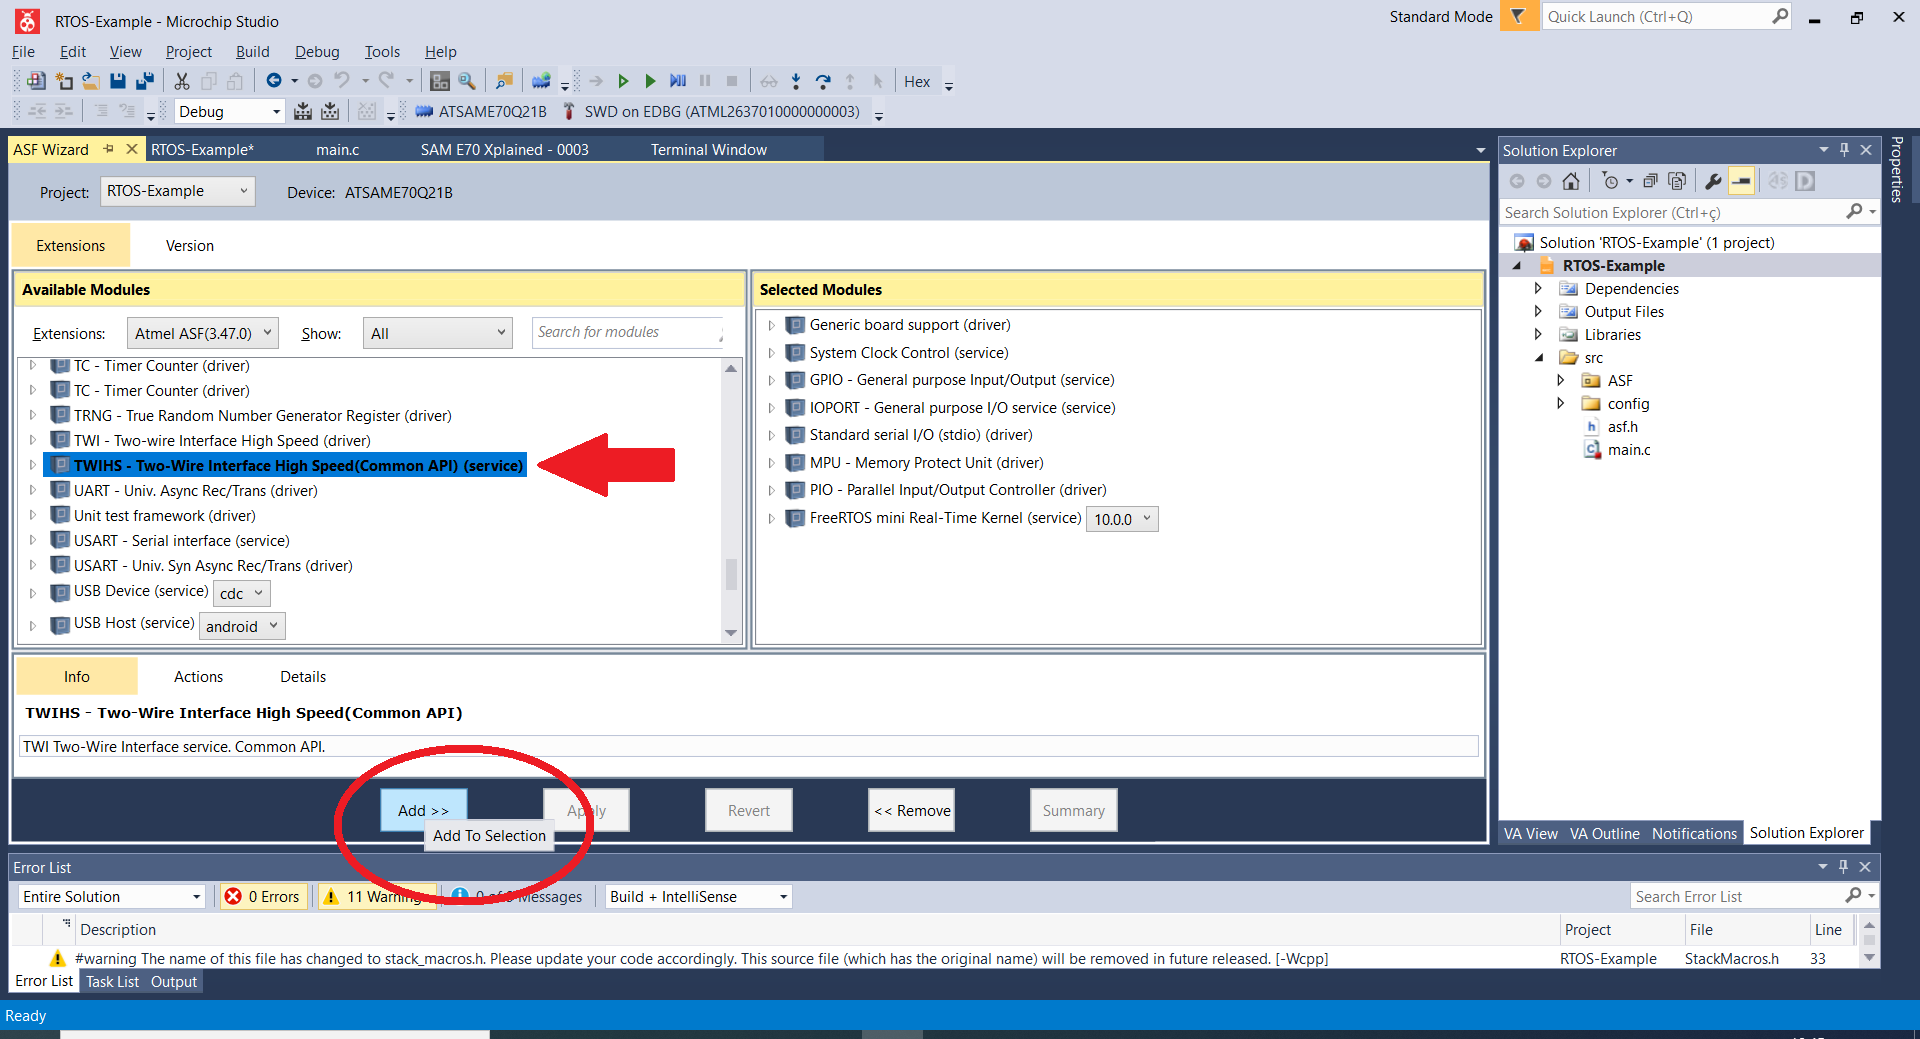 RTOS-Example - Microchip Studio
Standard Mode
Quick Launch (Ctrl+Q)
File Edit View Project Build Debug Tools Help
Hex
Debug ATSAME70Q21B SWD on EDBG (ATML2637010000000003)
ASF Wizard RTOS-Example* main.c SAM E70 Xplained - 0003 Terminal Window
Project: RTOS-Example Device: ATSAME70Q21B
Extensions Version
Available Modules
Extensions: Atmel ASF(3.47.0) Show: All Search for modules
TC - Timer Counter (driver)
TC - Timer Counter (driver)
TRNG - True Random Number Generator Register (driver)
TWI - Two-wire Interface High Speed (driver)
TWIHS - Two-Wire Interface High Speed(Common API) (service)
UART - Univ. Async Rec/Trans (driver)
Unit test framework (driver)
USART - Serial interface (service)
USART - Univ. Syn Async Rec/Trans (driver)
USB Device (service) cdc
USB Host (service) android
Selected Modules
Generic board support (driver)
System Clock Control (service)
GPIO - General purpose Input/Output (service)
IOPORT - General purpose I/O service (service)
Standard serial I/O (stdio) (driver)
MPU - Memory Protect Unit (driver)
PIO - Parallel Input/Output Controller (driver)
FreeRTOS mini Real-Time Kernel (service) 10.0.0
Info Actions Details
TWIHS - Two-Wire Interface High Speed(Common API)
TWI Two-Wire Interface service. Common API.
Add >> Apply Revert << Remove Summary
Add To Selection
Solution Explorer
Search Solution Explorer (Ctrl+ç)
Solution 'RTOS-Example' (1 project)
RTOS-Example
Dependencies
Output Files
Libraries
src
ASF
config
asf.h
main.c
VA View VA Outline Notifications Solution Explorer
Properties
Error List
Entire Solution 0 Errors 11 Warnings 0 of Messages Build + IntelliSense Search Error List
Description Project File Line
#warning The name of this file has changed to stack_macros.h. Please update your code accordingly. This source file (which has the original name) will be removed in future released. [-Wcpp] RTOS-Example StackMacros.h 33
Error List Task List Output
Ready